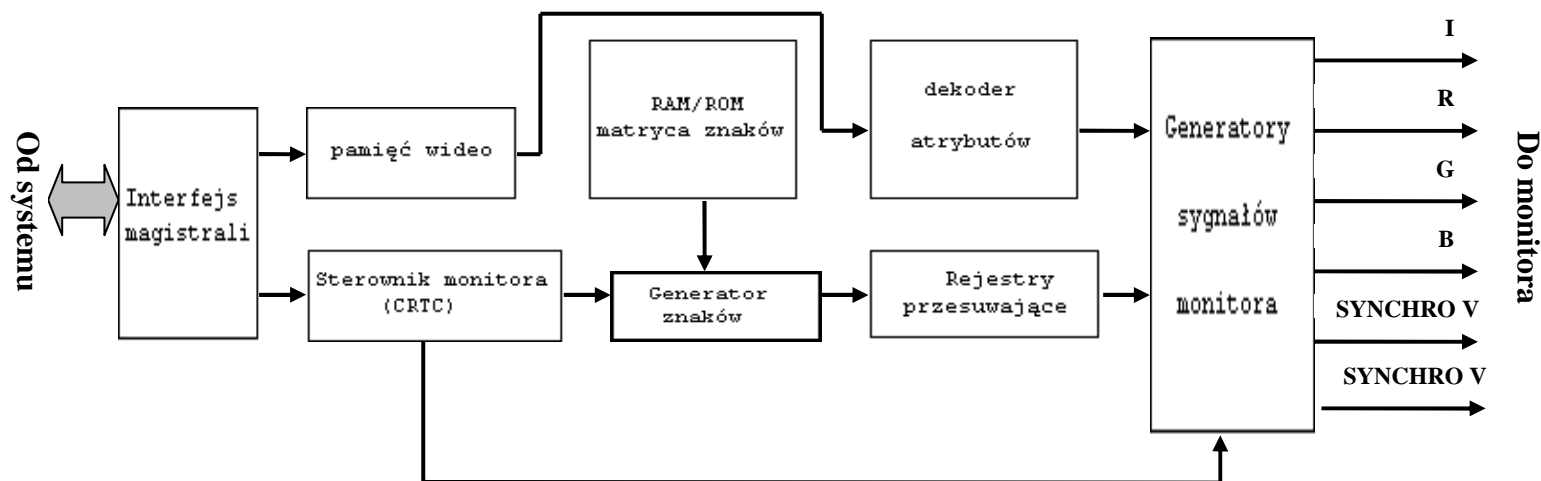 Od systemu
Interfejs
magistrali
pamięć wideo
Sterownik monitora
(CRTC)
RAM/ROM
matryca znaków
Generator
znaków
dekoder
atrybutów
Rejestry
przesuwające
Generatory
sygnałów
monitora
I
R
G
B
SYNCHRO V
SYNCHRO V
Do monitora